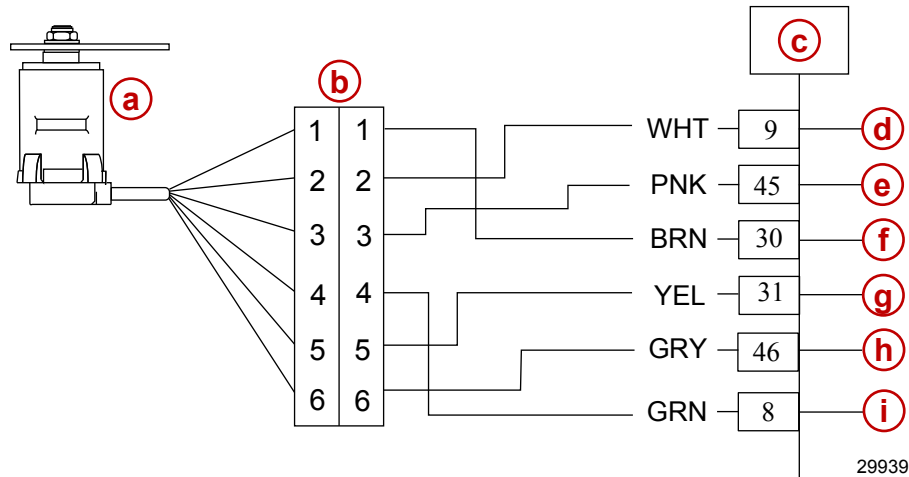 c
a
b
1 1
2 2
3 3
4 4
5 5
6 6
WHT 9 d
PNK 45 e
BRN 30 f
YEL 31 g
GRY 46 h
GRN 8 i
29939